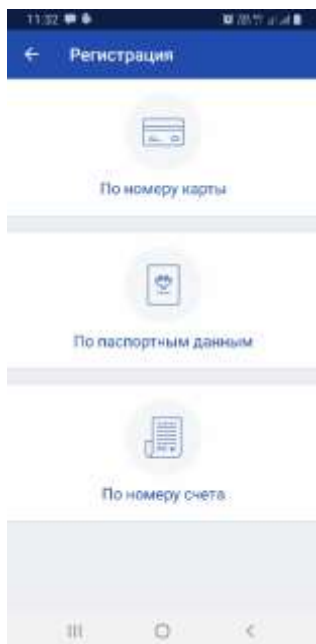 11:32
Регистрация
По номеру карты
По паспортным данным
По номеру счета